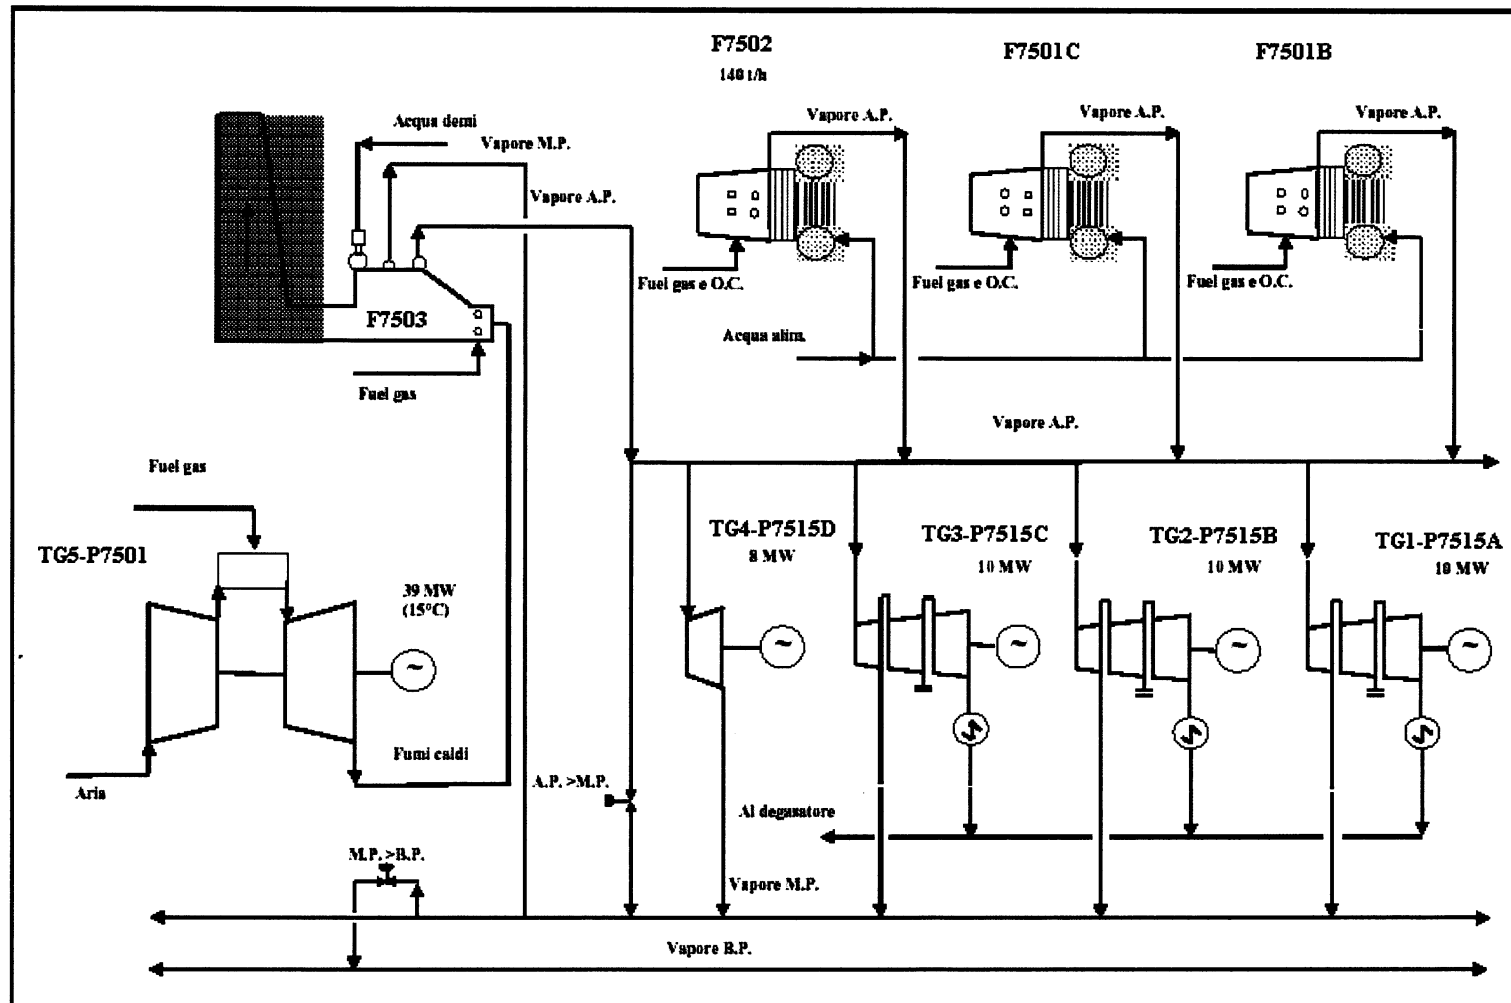 F7502
140 t/h
F7501C
F7501B
Vapore A.P.
Vapore A.P.
Vapore A.P.
Acqua demi
Vapore M.P.
Vapore A.P.
F7503
Fuel gas
Fuel gas e O.C.
Fuel gas e O.C.
Fuel gas e O.C.
Acqua alim.
Vapore A.P.
Fuel gas
TG5-P7501
39 MW
(15°C)
TG4-P7515D
8 MW
TG3-P7515C
10 MW
TG2-P7515B
10 MW
TG1-P7515A
10 MW
~
~
~
~
~
Fumi caldi
Aria
A.P. >M.P.
Al degasatore
M.P. >B.P.
Vapore M.P.
Vapore B.P.